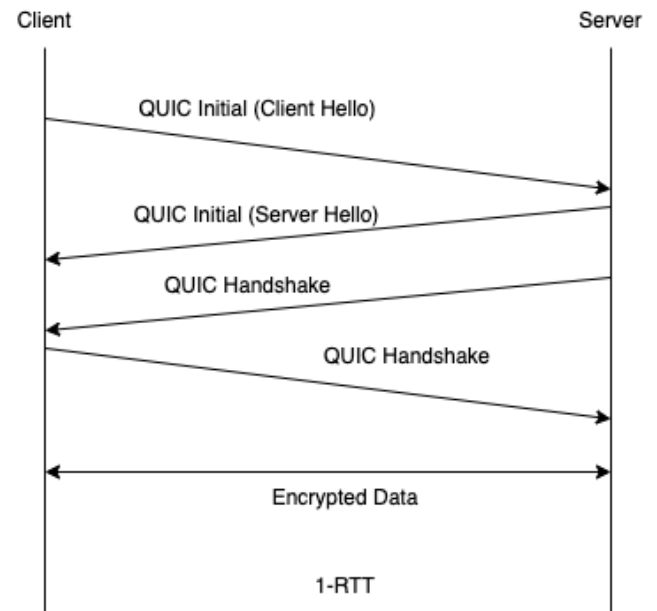 Client
Server
QUIC Initial (Client Hello)
QUIC Initial (Server Hello)
QUIC Handshake
QUIC Handshake
Encrypted Data
1-RTT